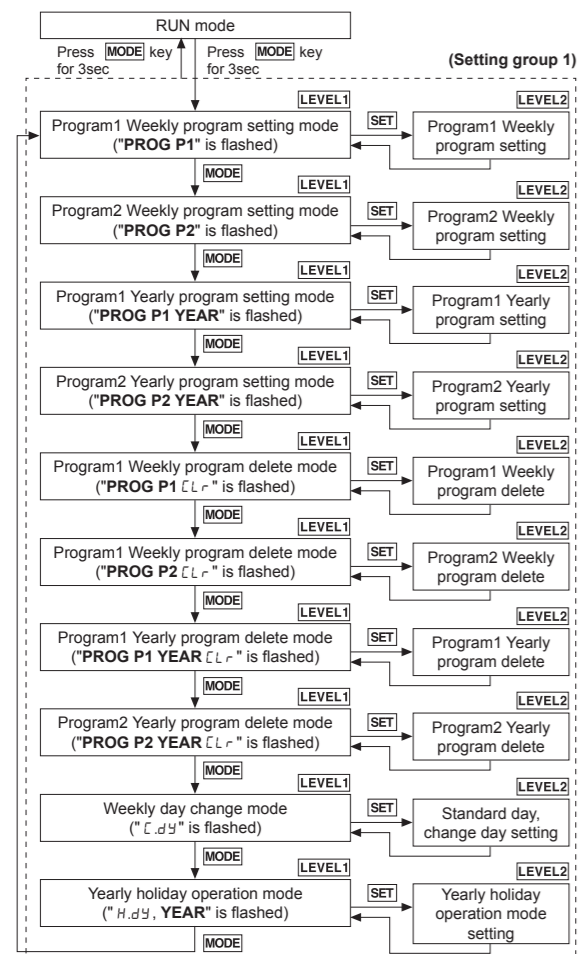 RUN mode
Press MODE key for 3sec
Press MODE key for 3sec
(Setting group 1)
LEVEL1
LEVEL2
Program1 Weekly program setting mode
("PROG P1" is flashed)
SET
Program1 Weekly
program setting
MODE
LEVEL1
LEVEL2
Program2 Weekly program setting mode
("PROG P2" is flashed)
SET
Program2 Weekly
program setting
MODE
LEVEL1
LEVEL2
Program1 Yearly program setting mode
("PROG P1 YEAR" is flashed)
SET
Program1 Yearly
program setting
MODE
LEVEL1
LEVEL2
Program2 Yearly program setting mode
("PROG P2 YEAR" is flashed)
SET
Program2 Yearly
program setting
MODE
LEVEL1
LEVEL2
Program1 Weekly program delete mode
("PROG P1 CLr" is flashed)
SET
Program1 Weekly
program delete
MODE
LEVEL1
LEVEL2
Program1 Weekly program delete mode
("PROG P2 CLr" is flashed)
SET
Program2 Weekly
program delete
MODE
LEVEL1
LEVEL2
Program1 Yearly program delete mode
("PROG P1 YEAR CLr" is flashed)
SET
Program1 Yearly
program delete
MODE
LEVEL1
LEVEL2
Program2 Yearly program delete mode
("PROG P2 YEAR CLr" is flashed)
SET
Program2 Yearly
program delete
MODE
LEVEL1
LEVEL2
Weekly day change mode
("C.dY" is flashed)
SET
Standard day,
change day setting
MODE
LEVEL1
LEVEL2
Yearly holiday operation mode
("H.dY, YEAR" is flashed)
SET
Yearly holiday
operation mode
setting
MODE